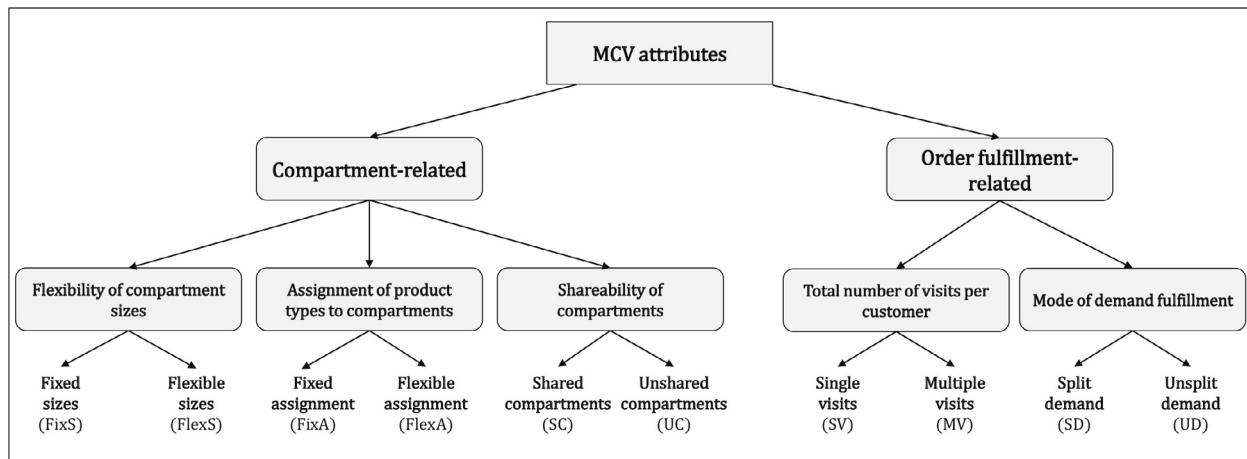 MCV attributes
Compartment-related
Order fulfillment-
related
Flexibility of compartment
sizes
Assignment of product
types to compartments
Shareability of
compartments
Total number of visits per
customer
Mode of demand fulfillment
Fixed
sizes
(FixS)
Flexible
sizes
(FlexS)
Fixed
assignment
(FixA)
Flexible
assignment
(FlexA)
Shared
compartments
(SC)
Unshared
compartments
(UC)
Single
visits
(SV)
Multiple
visits
(MV)
Split
demand
(SD)
Unsplit
demand
(UD)